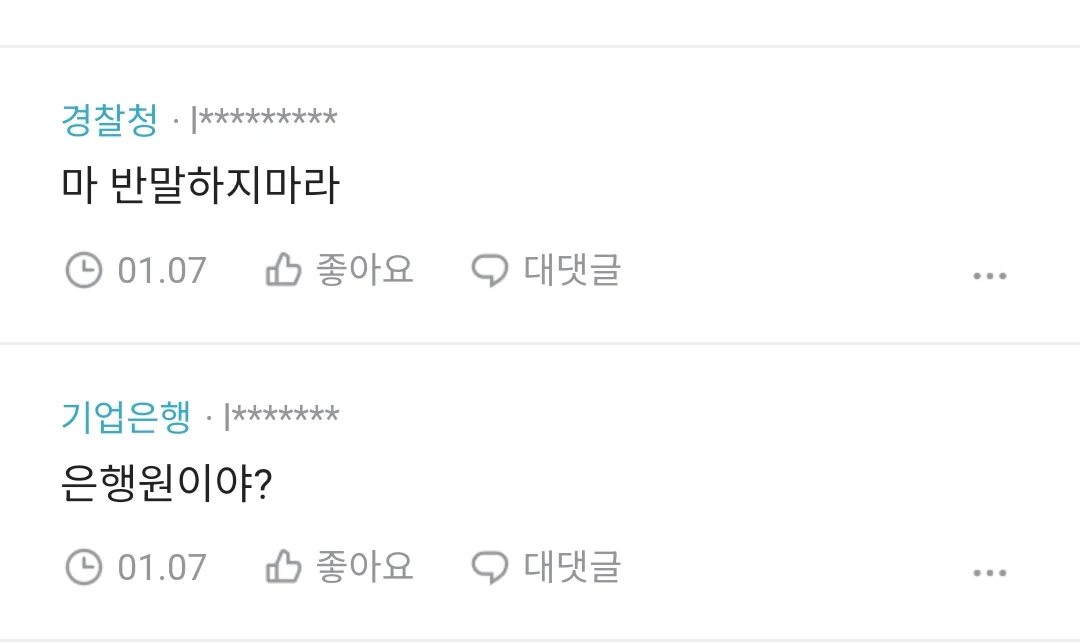 경찰청 · l*********
마 반말하지마라
01.07 좋아요 대댓글
기업은행 · l*******
은행원이야?
01.07 좋아요 대댓글